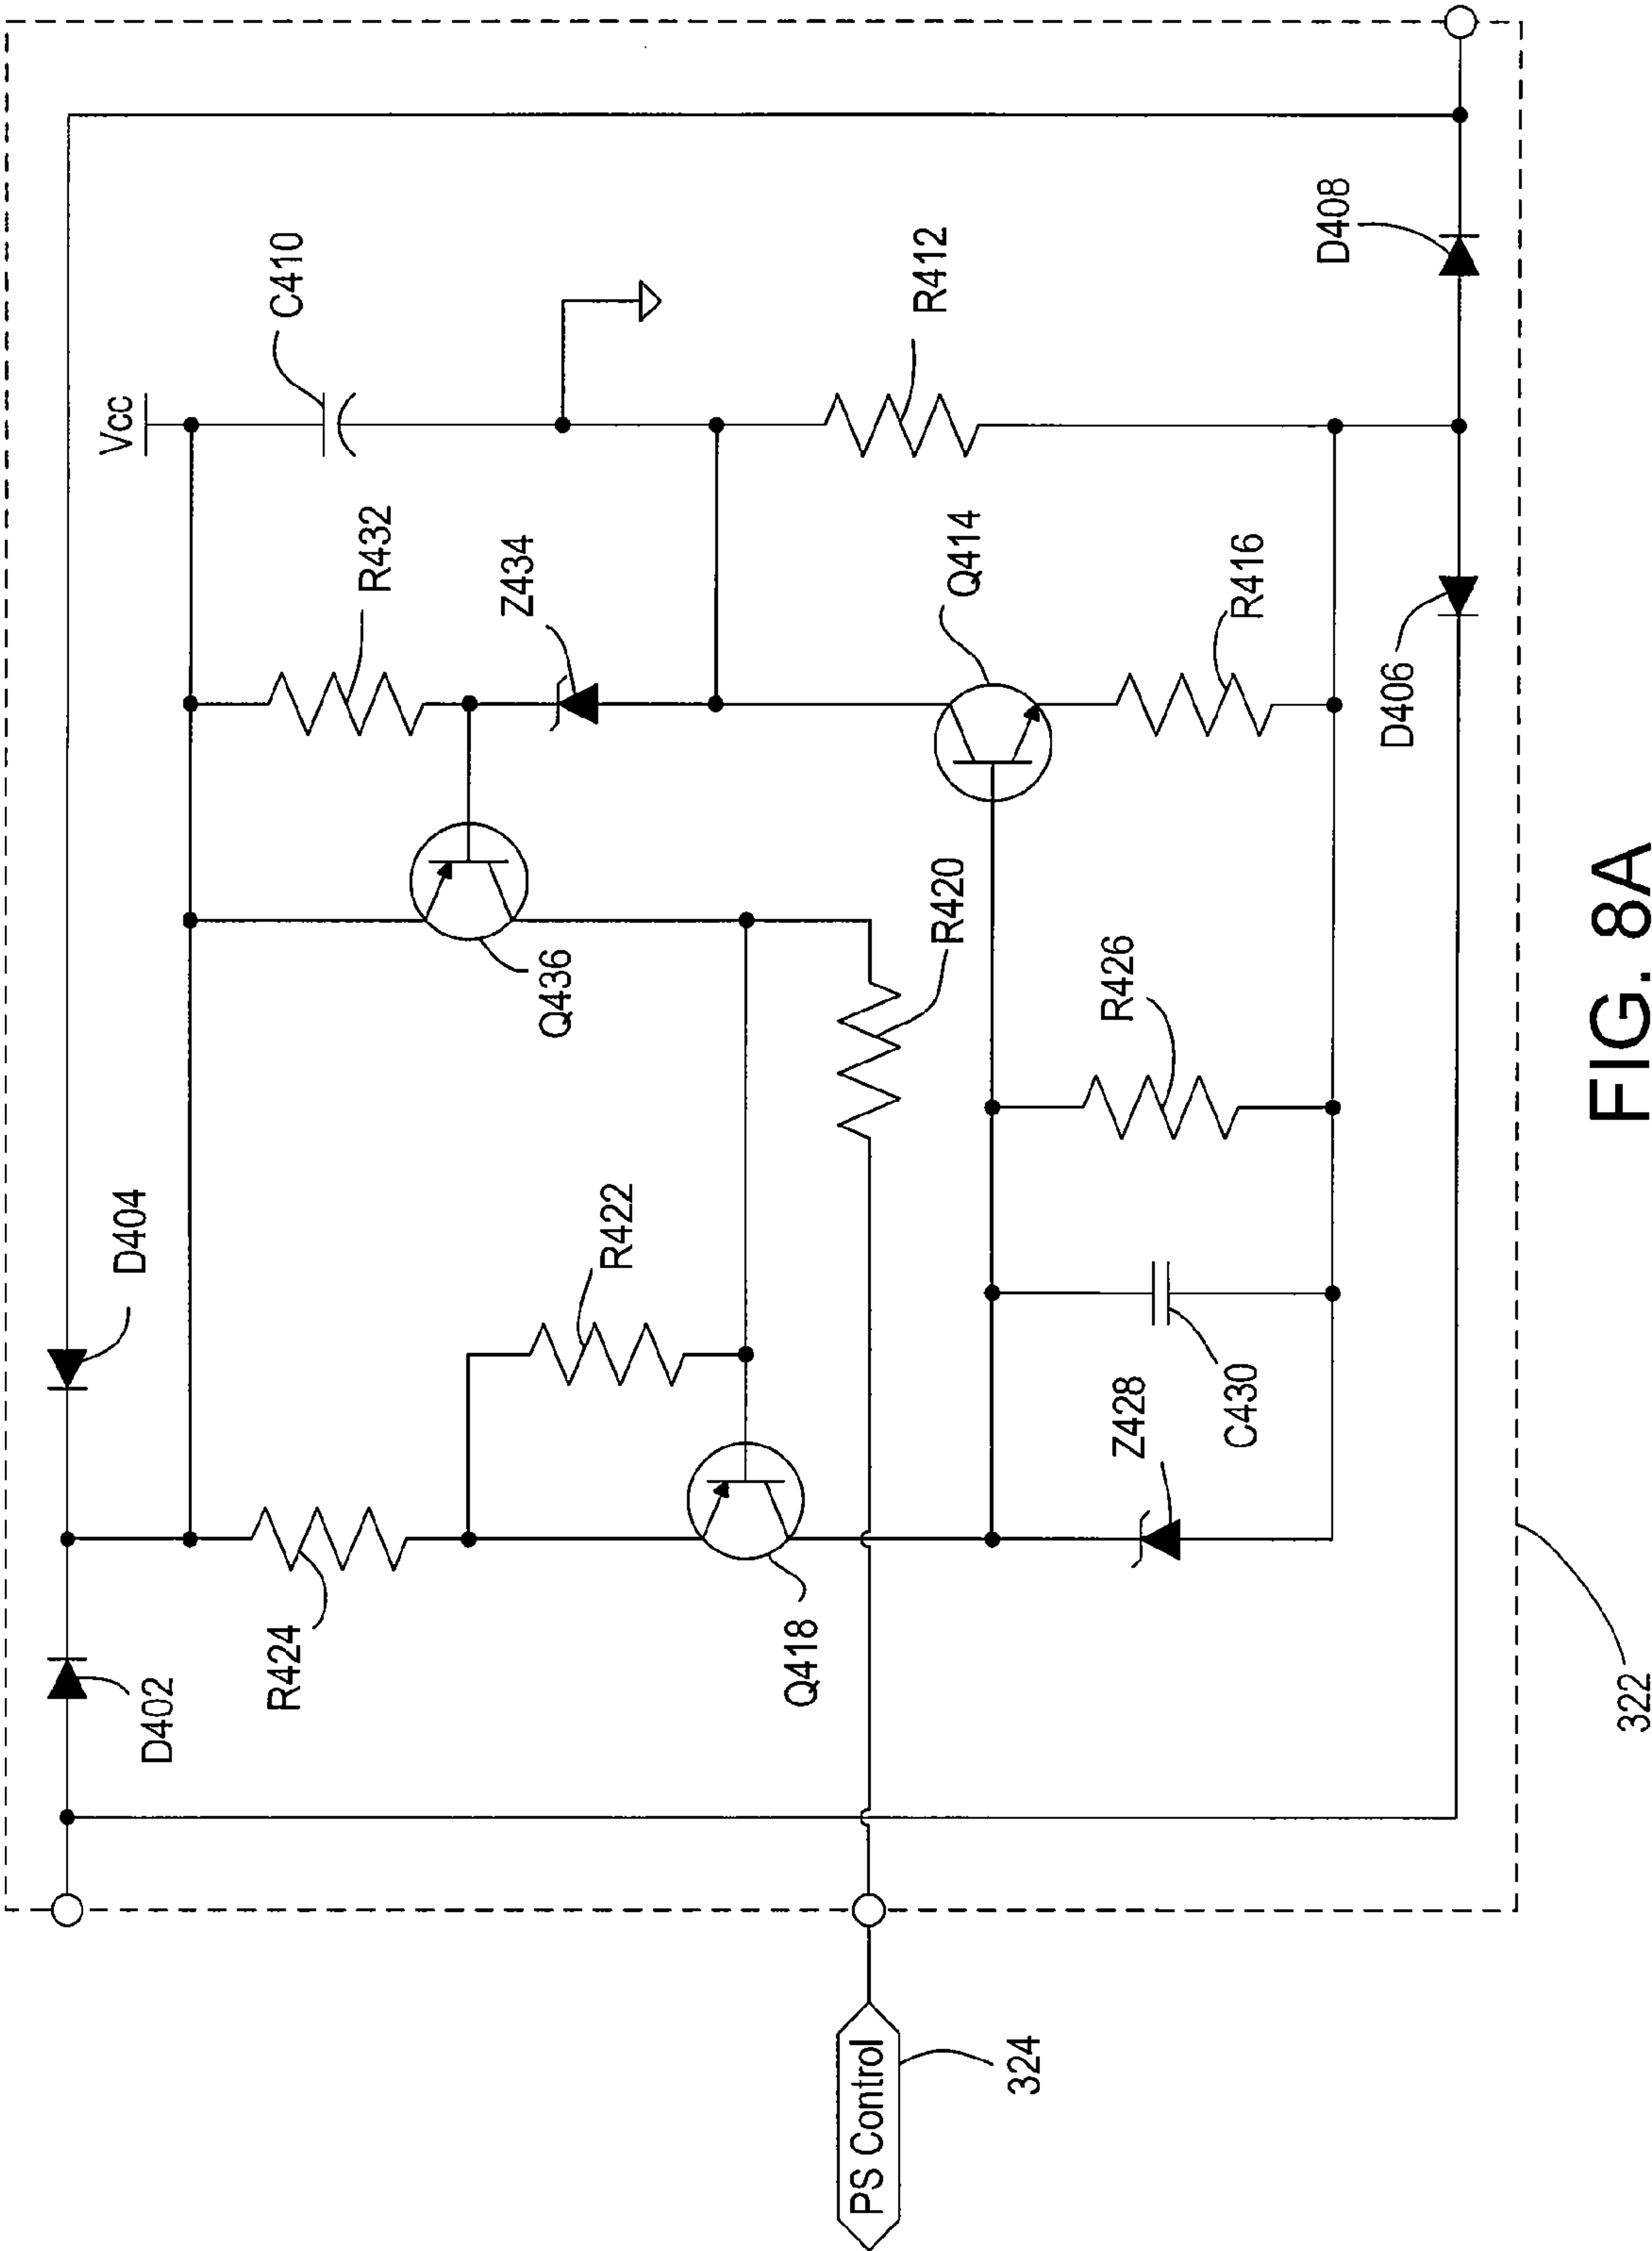 D402
D404
Vcc
C410
R424
R422
Q436
R432
Z434
Q418
R420
Q414
R412
PS Control
324
Z428
C430
R426
R416
D406
D408
322
FIG. 8A